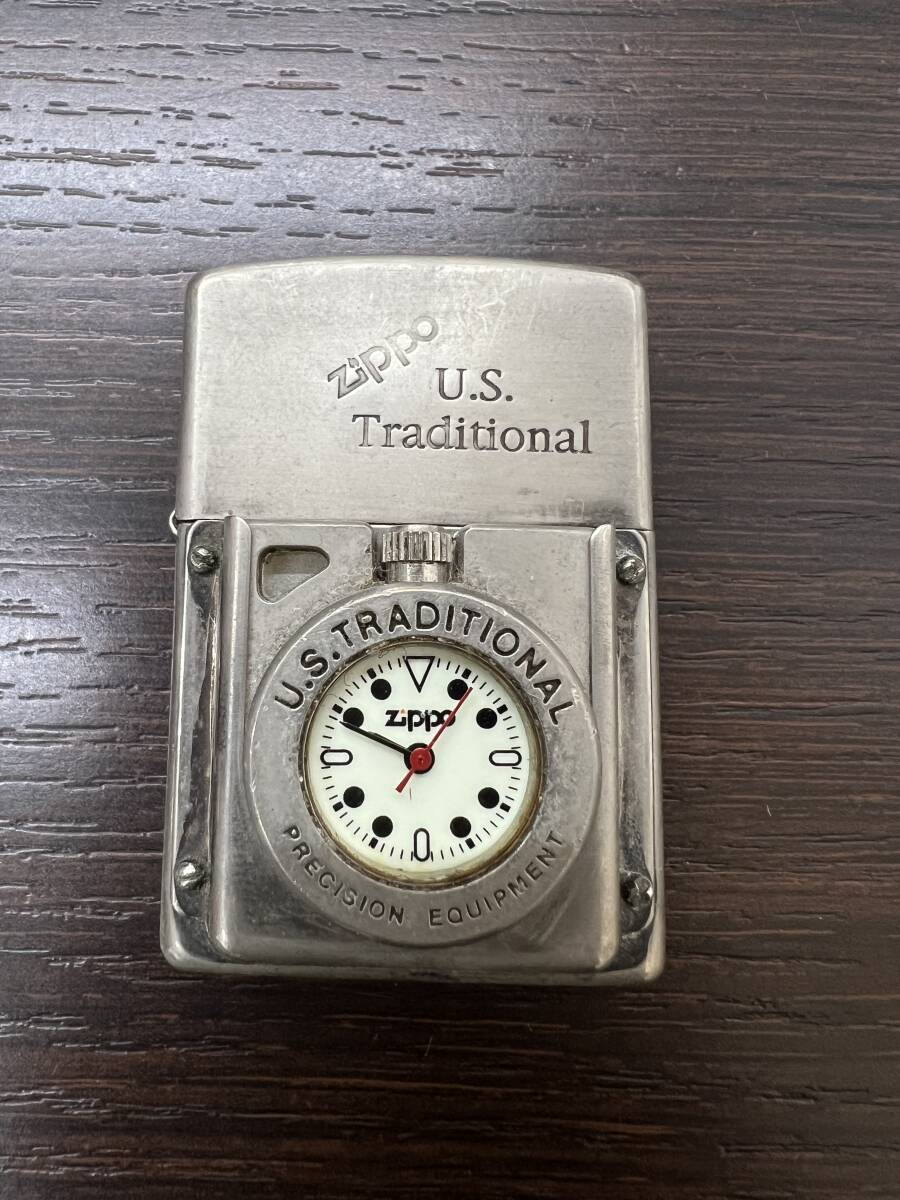 Zippo
U.S.
Traditional
U.S. TRADITIONAL
Zippo
PRECISION EQUIPMENT